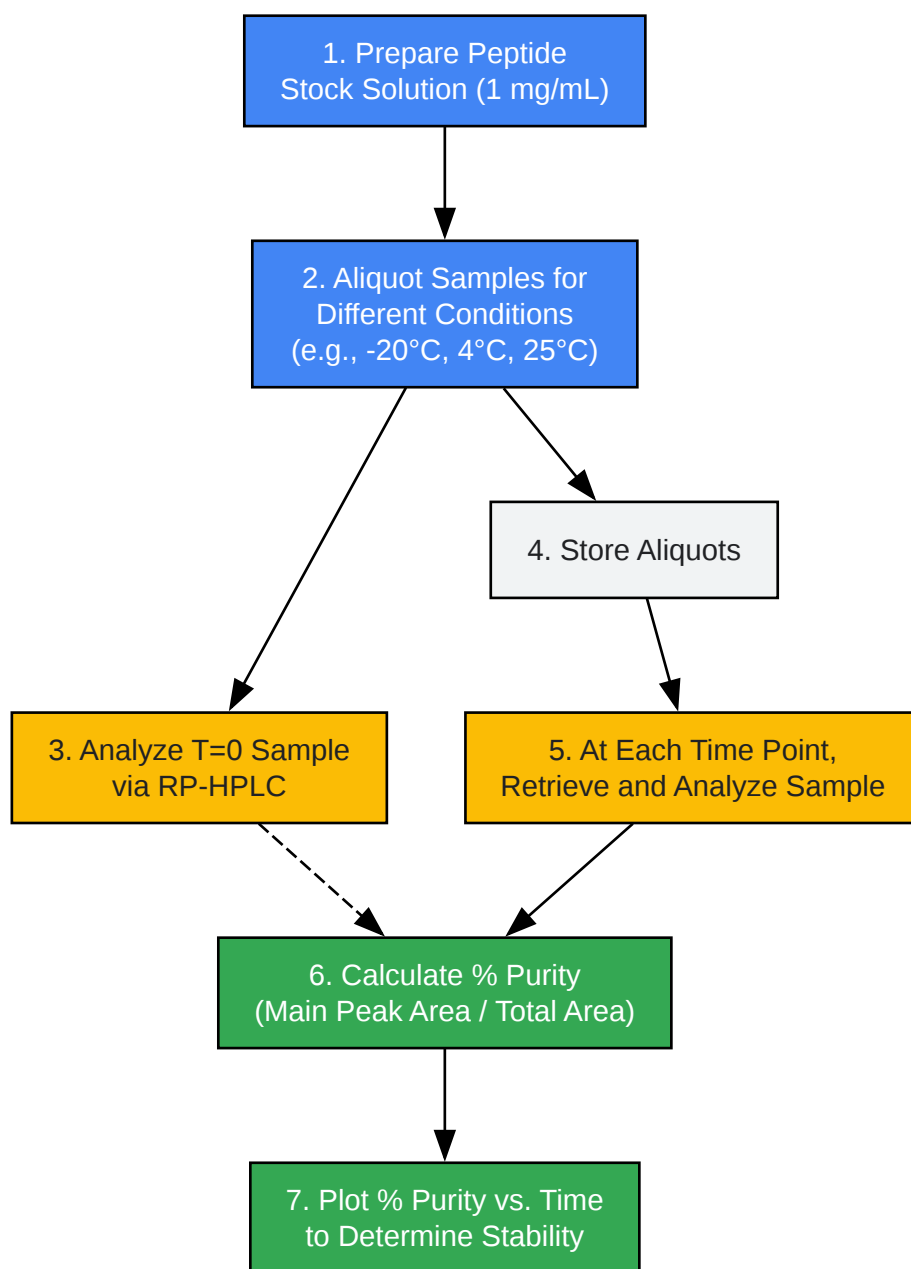 1. Prepare Peptide
Stock Solution (1 mg/mL)
2. Aliquot Samples for
Different Conditions
(e.g., -20°C, 4°C, 25°C)
4. Store Aliquots
3. Analyze T=0 Sample
via RP-HPLC
5. At Each Time Point,
Retrieve and Analyze Sample
6. Calculate % Purity
(Main Peak Area / Total Area)
7. Plot % Purity vs. Time
to Determine Stability